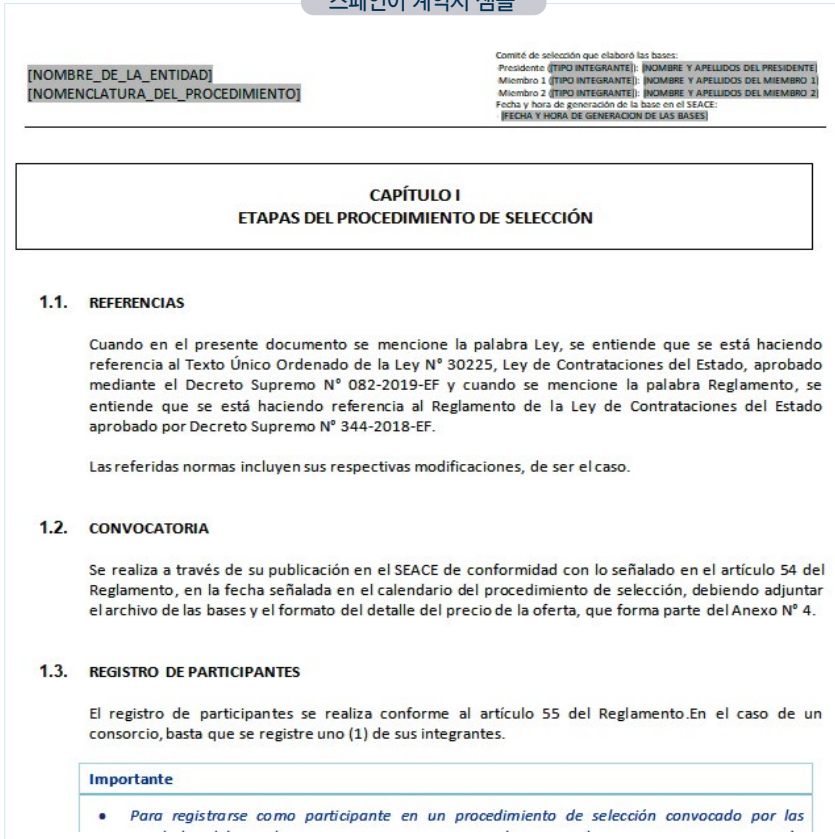 스페인어 계약서 샘플
[NOMBRE_DE_LA_ENTIDAD]
[NOMENCLATURA_DEL_PROCEDIMIENTO]
Comité de selección que elaboró las bases:
Presidente ([TIPO INTEGRANTE]): [NOMBRE Y APELLIDOS DEL PRESIDENTE]
Miembro 1 ([TIPO INTEGRANTE]): [NOMBRE Y APELLIDOS DEL MIEMBRO 1]
Miembro 2 ([TIPO INTEGRANTE]): [NOMBRE Y APELLIDOS DEL MIEMBRO 2]
Fecha y hora de generación de la base en el SEACE:
[FECHA Y HORA DE GENERACION DE LAS BASES]
CAPÍTULO I
ETAPAS DEL PROCEDIMIENTO DE SELECCIÓN
1.1. REFERENCIAS
Cuando en el presente documento se mencione la palabra Ley, se entiende que se está haciendo
referencia al Texto Único Ordenado de la Ley N° 30225, Ley de Contrataciones del Estado, aprobado
mediante el Decreto Supremo N° 082-2019-EF y cuando se mencione la palabra Reglamento, se
entiende que se está haciendo referencia al Reglamento de la Ley de Contrataciones del Estado
aprobado por Decreto Supremo N° 344-2018-EF.
Las referidas normas incluyen sus respectivas modificaciones, de ser el caso.
1.2. CONVOCATORIA
Se realiza a través de su publicación en el SEACE de conformidad con lo señalado en el artículo 54 del
Reglamento, en la fecha señalada en el calendario del procedimiento de selección, debiendo adjuntar
el archivo de las bases y el formato del detalle del precio de la oferta, que forma parte del Anexo N° 4.
1.3. REGISTRO DE PARTICIPANTES
El registro de participantes se realiza conforme al artículo 55 del Reglamento.En el caso de un
consorcio, basta que se registre uno (1) de sus integrantes.
Importante
• Para registrarse como participante en un procedimiento de selección convocado por las